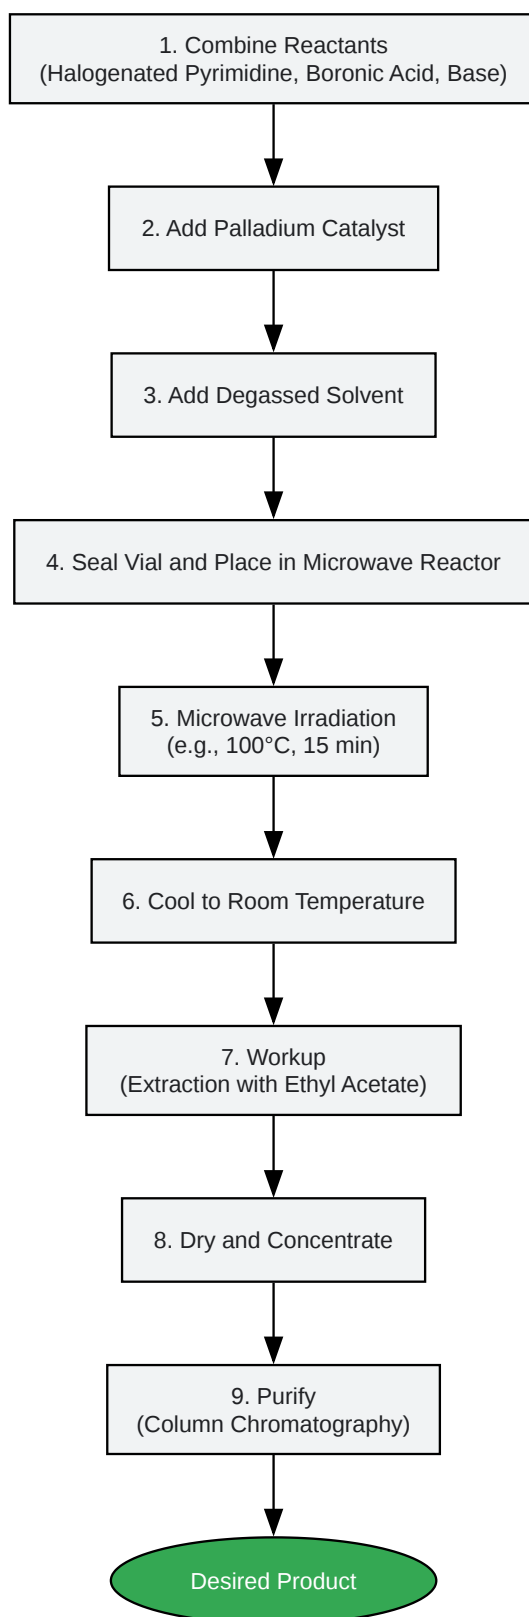 1. Combine Reactants
(Halogenated Pyrimidine, Boronic Acid, Base)
2. Add Palladium Catalyst
3. Add Degassed Solvent
4. Seal Vial and Place in Microwave Reactor
5. Microwave Irradiation
(e.g., 100°C, 15 min)
6. Cool to Room Temperature
7. Workup
(Extraction with Ethyl Acetate)
8. Dry and Concentrate
9. Purify
(Column Chromatography)
Desired Product